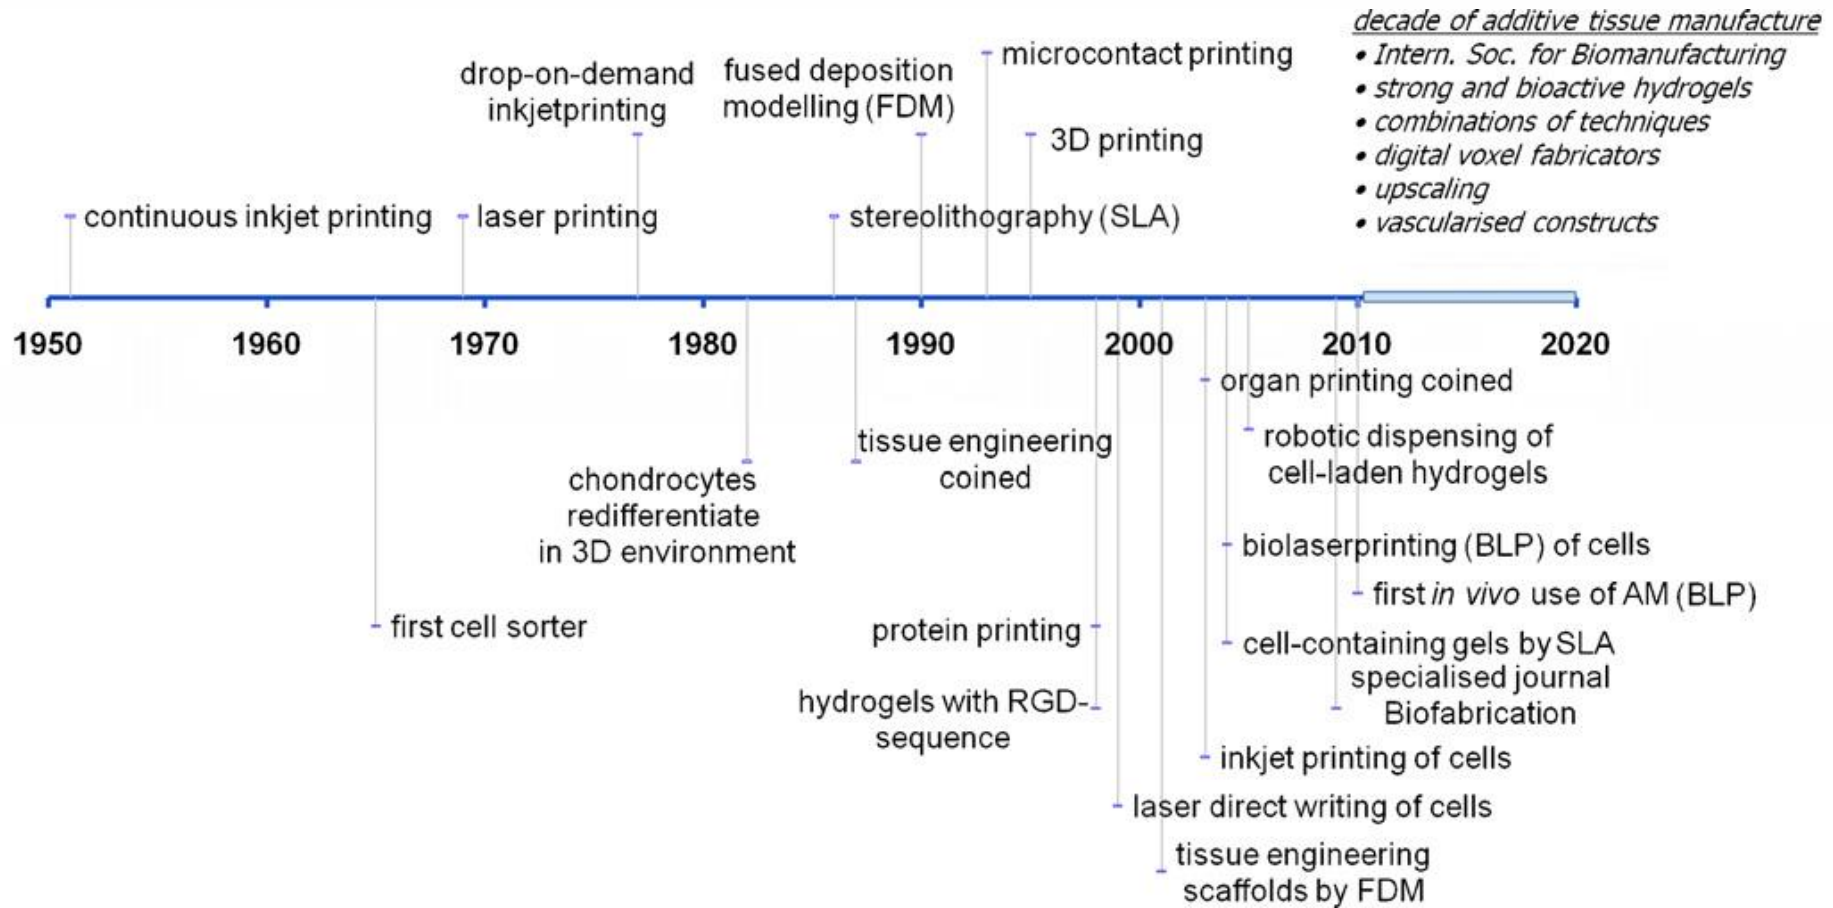 decade of additive tissue manufacture
• Intern. Soc. for Biomanufacturing
• strong and bioactive hydrogels
• combinations of techniques
• digital voxel fabricators
• upscaling
• vascularised constructs
microcontact printing
drop-on-demand
inkjetprinting
fused deposition
modelling (FDM)
3D printing
continuous inkjet printing
laser printing
stereolithography (SLA)
1950 1960 1970 1980 1990 2000 2010 2020
organ printing coined
robotic dispensing of
cell-laden hydrogels
tissue engineering
coined
chondrocytes
redifferentiate
in 3D environment
biolaserprinting (BLP) of cells
first in vivo use of AM (BLP)
first cell sorter
protein printing
cell-containing gels by SLA
specialised journal
Biofabrication
hydrogels with RGD-
sequence
inkjet printing of cells
laser direct writing of cells
tissue engineering
scaffolds by FDM